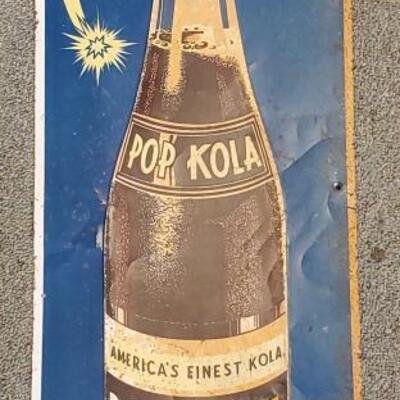 POP KOLA
AMERICA'S FINEST KOLA